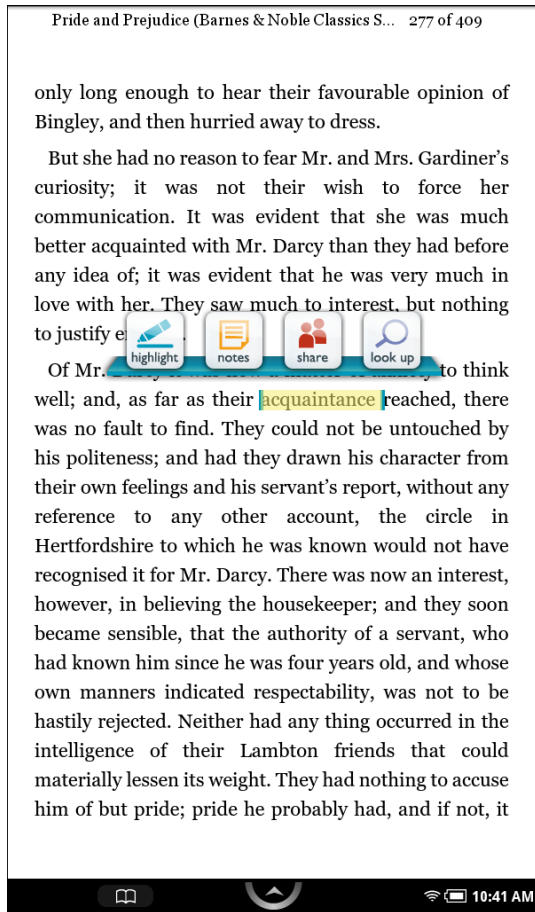 Pride and Prejudice (Barnes & Noble Classics S... 277 of 409
only long enough to hear their favourable opinion of
Bingley, and then hurried away to dress.
But she had no reason to fear Mr. and Mrs. Gardiner’s
curiosity; it was not their wish to force her
communication. It was evident that she was much
better acquainted with Mr. Darcy than they had before
any idea of; it was evident that he was very much in
love with her. They saw much to interest, but nothing
to justify
highlight notes share look up
Of Mr. to think
well; and, as far as their acquaintance reached, there
was no fault to find. They could not be untouched by
his politeness; and had they drawn his character from
their own feelings and his servant’s report, without any
reference to any other account, the circle in
Hertfordshire to which he was known would not have
recognised it for Mr. Darcy. There was now an interest,
however, in believing the housekeeper; and they soon
became sensible, that the authority of a servant, who
had known him since he was four years old, and whose
own manners indicated respectability, was not to be
hastily rejected. Neither had any thing occurred in the
intelligence of their Lambton friends that could
materially lessen its weight. They had nothing to accuse
him of but pride; pride he probably had, and if not, it
10:41 AM